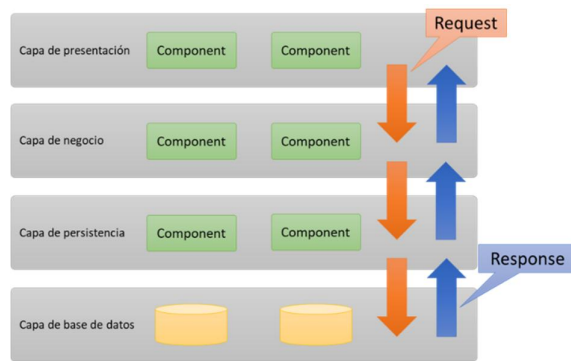 Request
Capa de presentación
Component
Component
Capa de negocio
Component
Component
Capa de persistencia
Component
Component
Response
Capa de base de datos